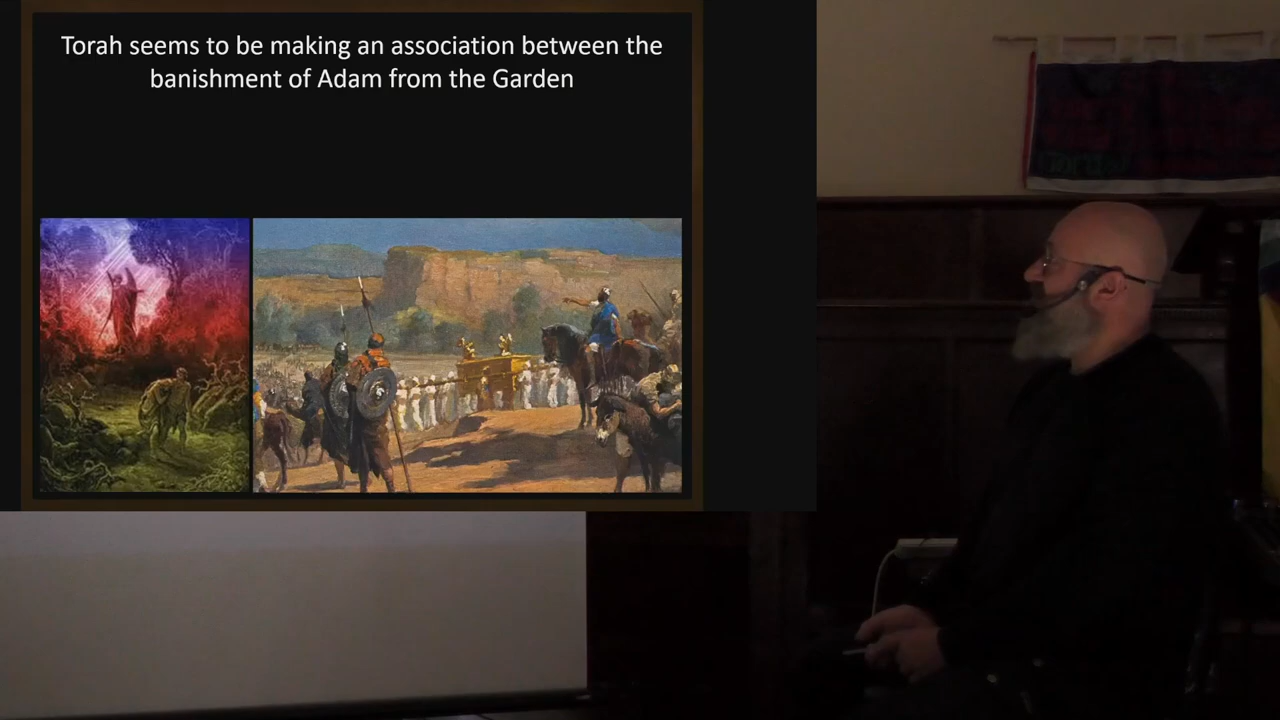 Torah seems to be making an association between the
banishment of Adam from the Garden